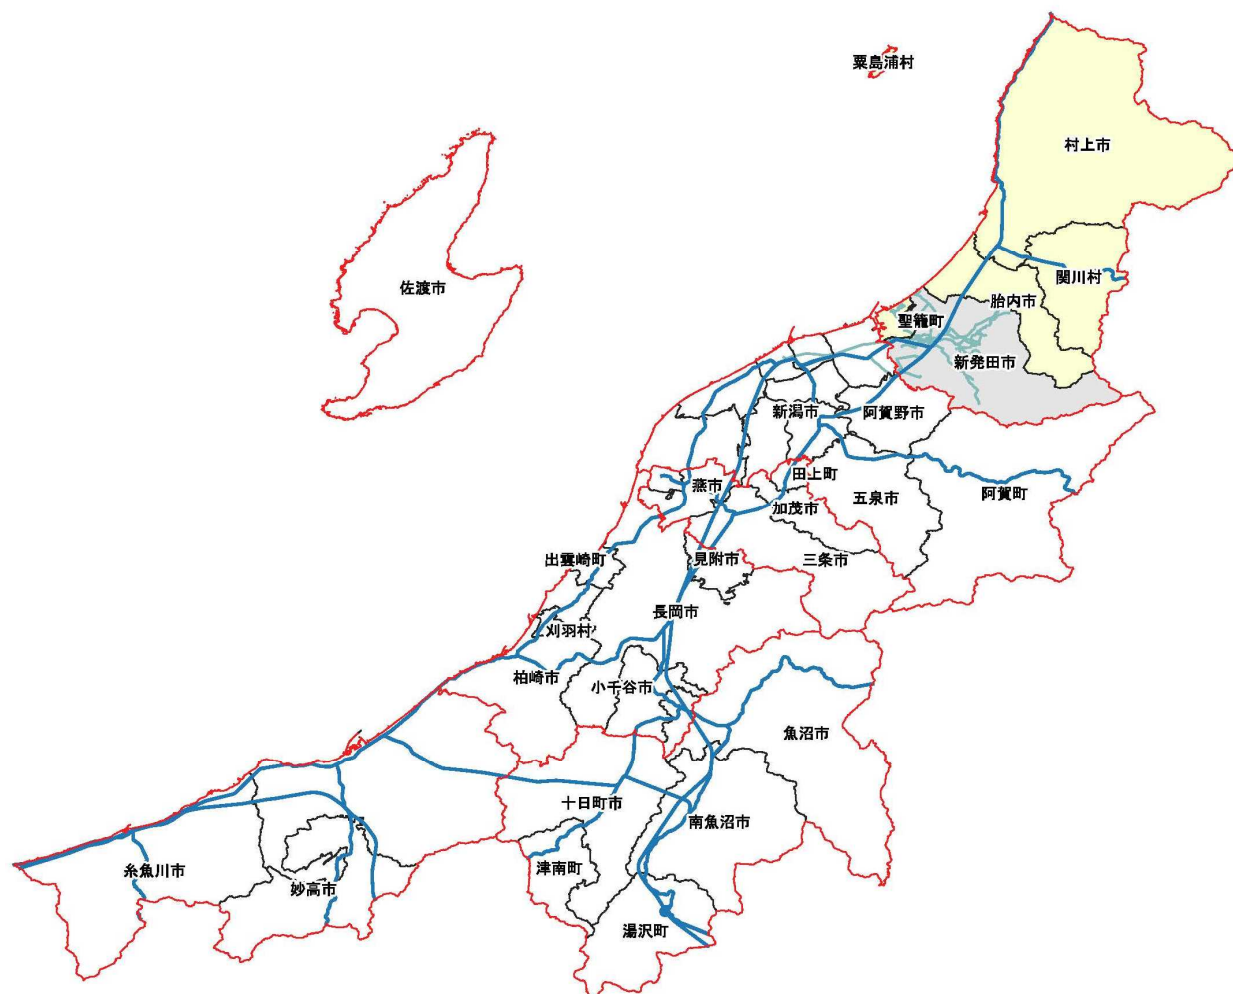 粟島浦村
村上市
関川村
佐渡市
胎内市
聖籠町
新発田市
新潟市
阿賀野市
田上町
燕市
阿賀町
五泉市
加茂市
出雲崎町
見附市
三条市
長岡市
刈羽村
柏崎市
小千谷市
魚沼市
十日町市
南魚沼市
津南町
糸魚川市
妙高市
湯沢町